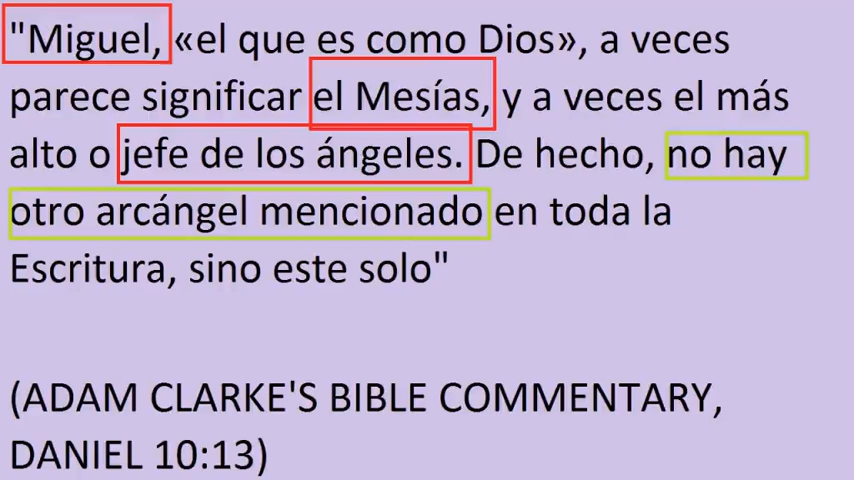 "Miguel, «el que es como Dios», a veces
parece significar el Mesías, y a veces el más
alto o jefe de los ángeles. De hecho, no hay
otro arcángel mencionado en toda la
Escritura, sino este solo"
(ADAM CLARKE'S BIBLE COMMENTARY,
DANIEL 10:13)